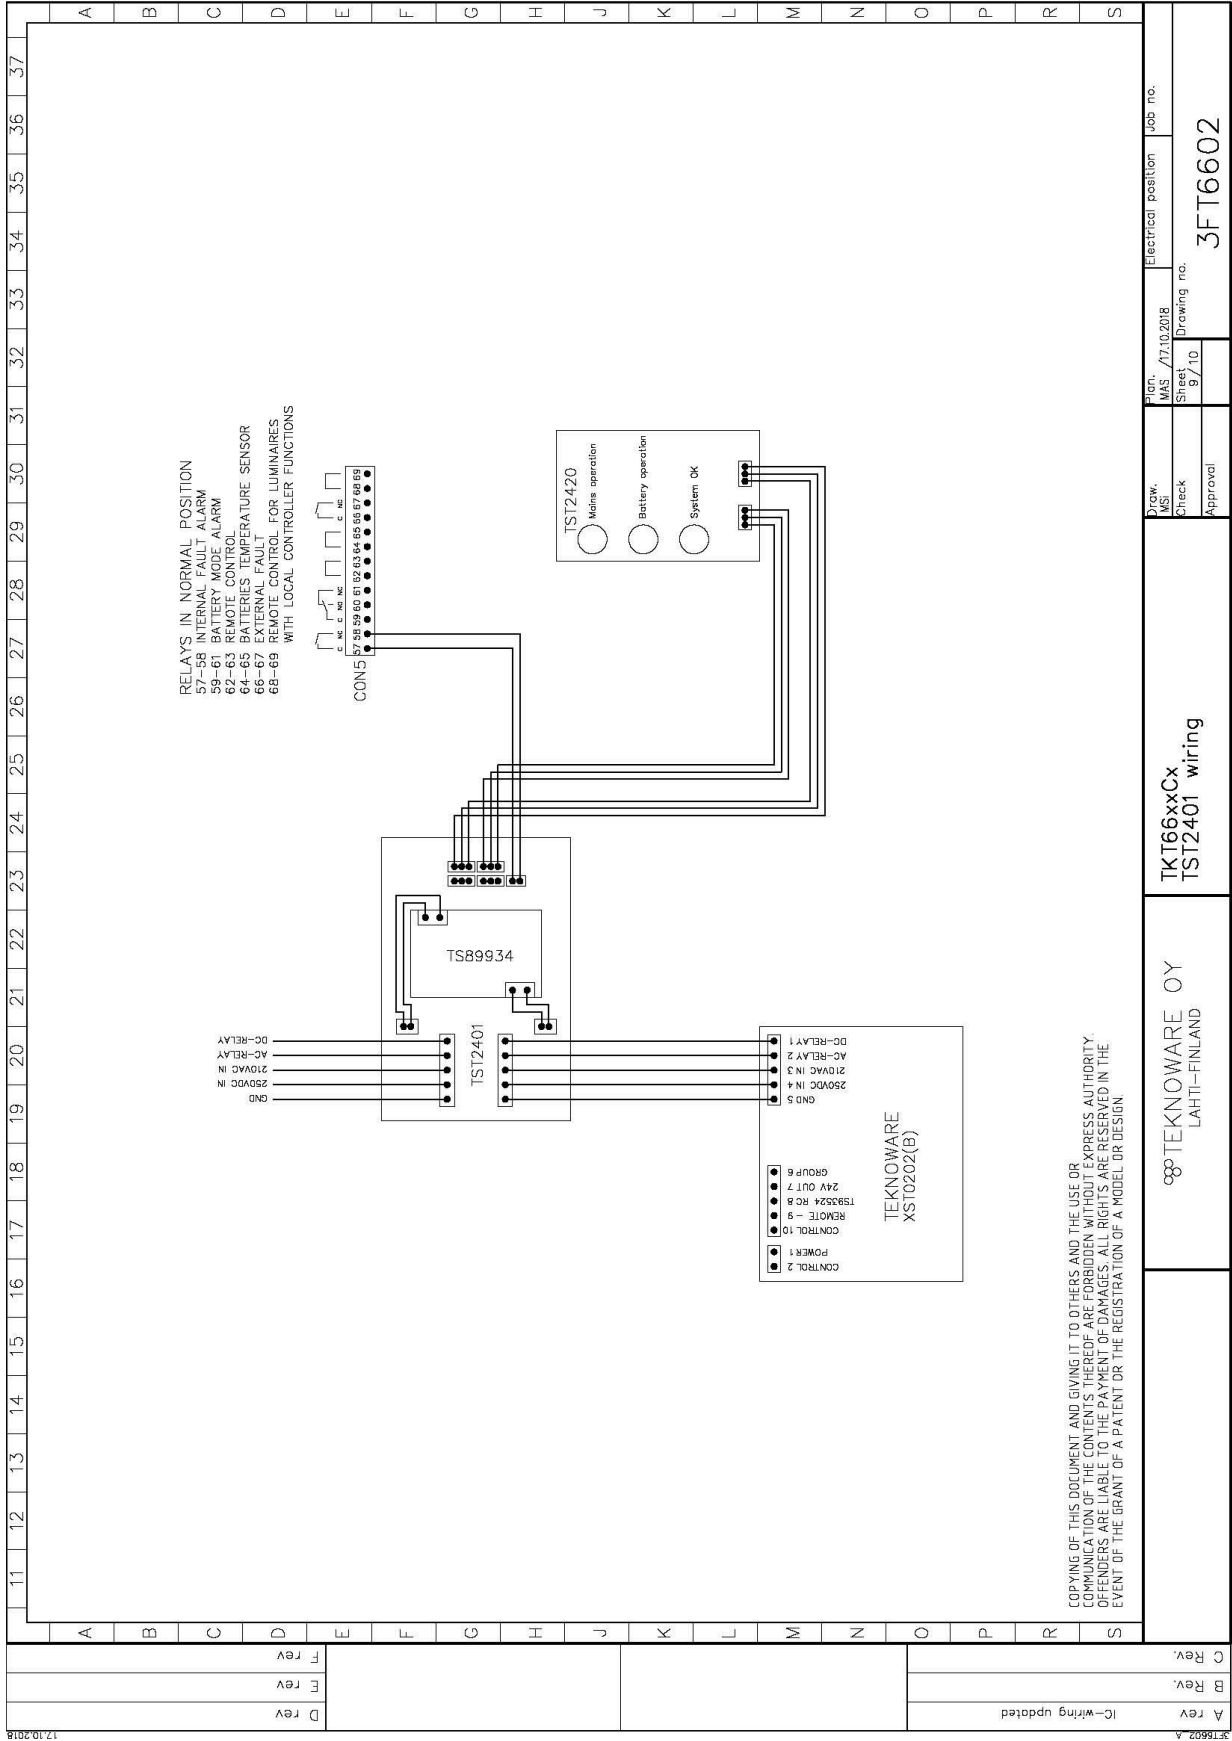 11 12 13 14 15 16 17 18 19 20 21 22 23 24 25 26 27 28 29 30 31 32 33 34 35 36 37
A
B
C
D
E
F
G
H
J
K
L
M
N
O
P
R
S
A
B
C
D
E
F
G
H
J
K
L
M
N
O
P
R
S
RELAYS IN NORMAL POSITION
57-58 INTERNAL FAULT ALARM
59-61 BATTERY MODE ALARM
62-63 REMOTE CONTROL
64-65 BATTERIES TEMPERATURE SENSOR
66-67 EXTERNAL FAULT
68-69 REMOTE CONTROL FOR LUMINAIRES
WITH LOCAL CONTROLLER FUNCTIONS
C NC C NO NC C NC
57 58 59 60 61 62 63 64 65 66 67 68 69
CON5
DC-RELAY
AC-RELAY
210VAC IN
250VDC IN
GND
TS89934
TST2401
TST2420
Mains operation
Battery operation
System OK
DC-RELAY 1
AC-RELAY 2
210VAC IN 3
250VDC IN 4
GND 5
GROUP 6
24V OUT 7
TS93524 RC 8
REMOTE - 9
CONTROL 10
POWER 1
CONTROL 2
TEKNOWARE
XST0202(B)
COPYING OF THIS DOCUMENT AND GIVING IT TO OTHERS AND THE USE OR
COMMUNICATION OF THE CONTENTS THEREOF ARE FORBIDDEN WITHOUT EXPRESS AUTHORITY.
OFFENDERS ARE LIABLE TO THE PAYMENT OF DAMAGES. ALL RIGHTS ARE RESERVED IN THE
EVENT OF THE GRANT OF A PATENT OR THE REGISTRATION OF A MODEL OR DESIGN.
TEKNOWARE OY
LAHTI-FINLAND
TKT66xxCx
TST2401 wiring
Draw.
MSI
Check
Approval
Plan.
MAS /17.10.2018
Sheet
9/10
Electrical position
Job no.
Drawing no.
3FT6602
A rev IC-wiring updated
B Rev.
C Rev.
D rev
E rev
F rev
3FT6602_A
17.10.2018